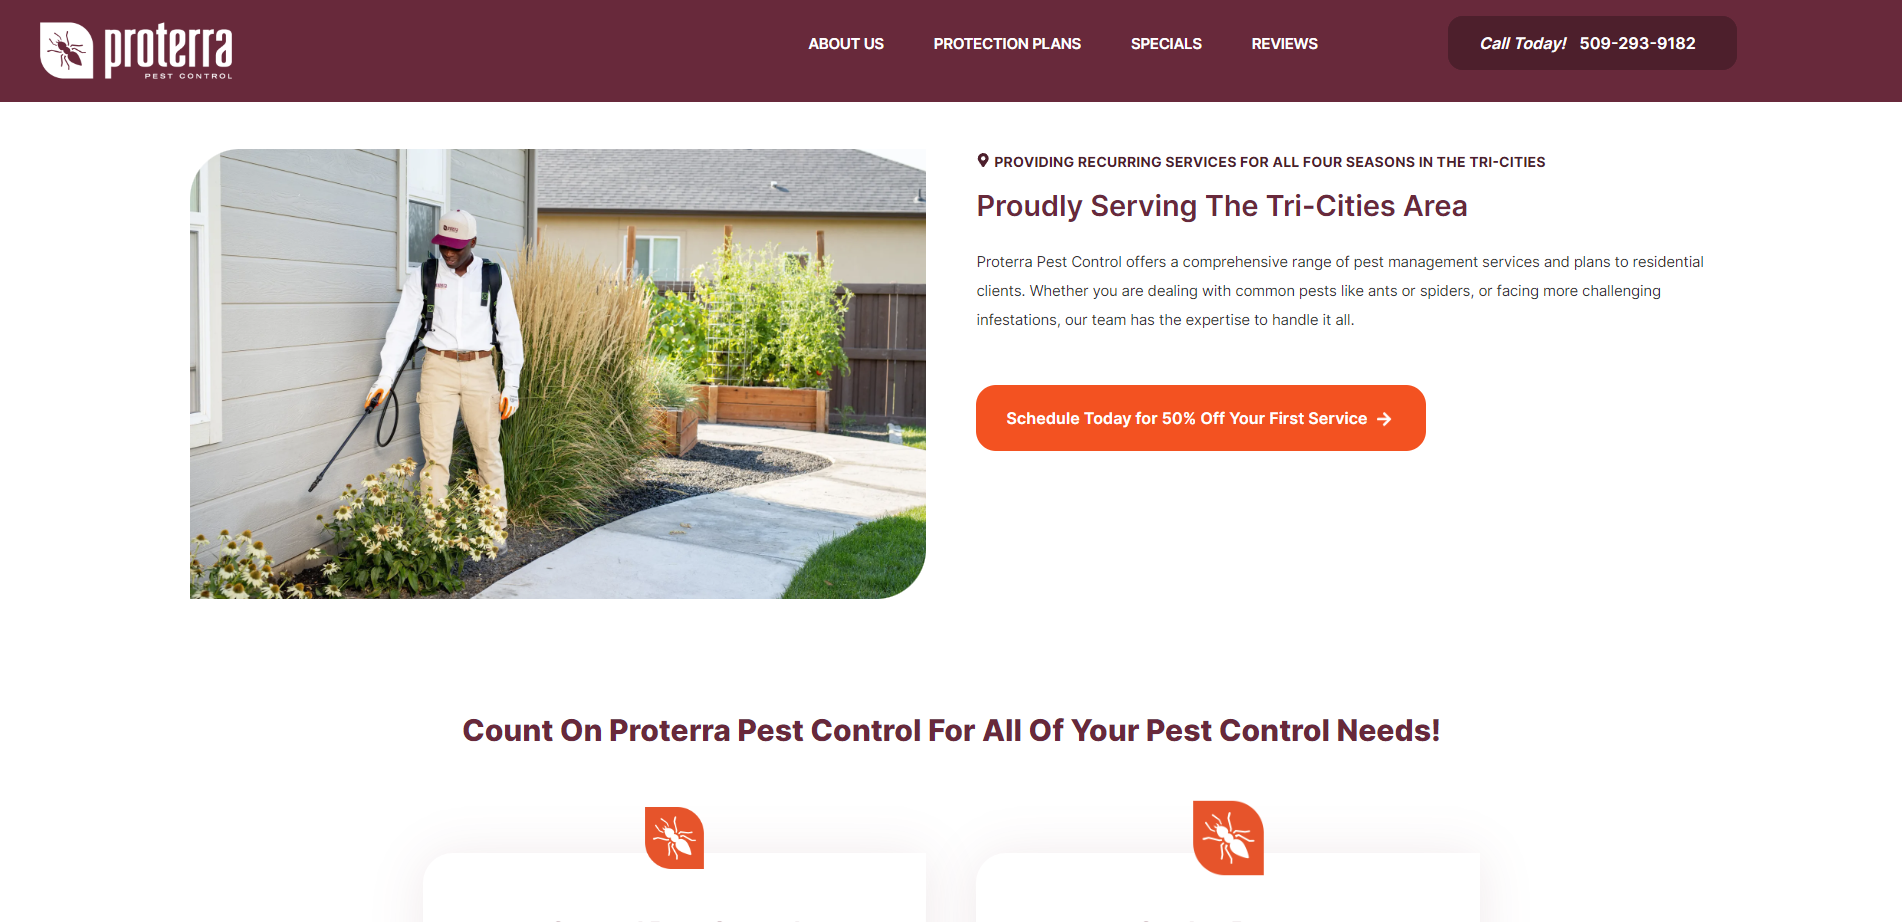 proterra
PEST CONTROL
ABOUT US
PROTECTION PLANS
SPECIALS
REVIEWS
Call Today! 509-293-9182
PROVIDING RECURRING SERVICES FOR ALL FOUR SEASONS IN THE TRI-CITIES
Proudly Serving The Tri-Cities Area
Proterra Pest Control offers a comprehensive range of pest management services and plans to residential
clients. Whether you are dealing with common pests like ants or spiders, or facing more challenging
infestations, our team has the expertise to handle it all.
Schedule Today for 50% Off Your First Service
Count On Proterra Pest Control For All Of Your Pest Control Needs!